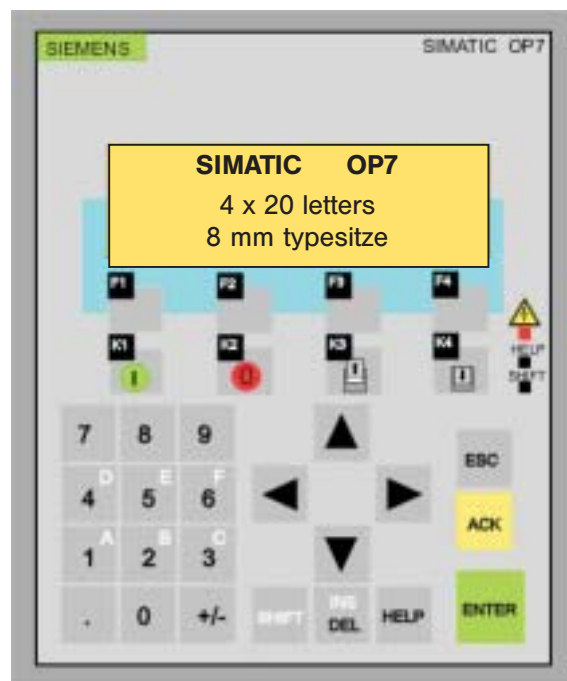 SIEMENS SIMATIC OP7
SIMATIC OP7
4 x 20 letters
8 mm typesitze
F1 F2 F3 F4
K1 K2 K3 K4
HELP
SHIFT
7 8 9
ESC
D E F
4 5 6
ACK
A B C
1 2 3
. 0 +/- SHIFT INS DEL HELP ENTER